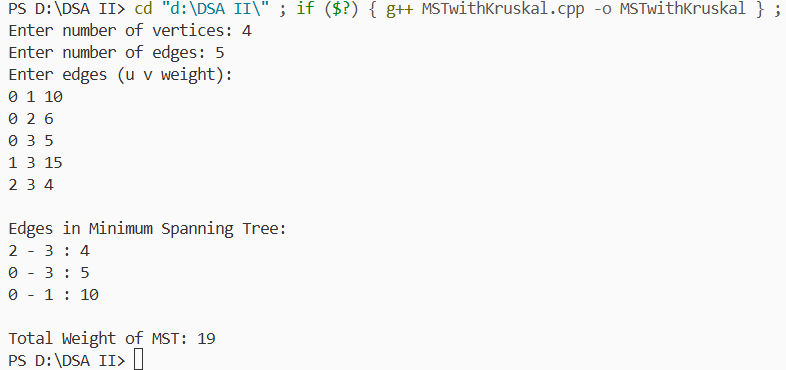 PS D:\DSA II> cd "d:\DSA II\" ; if ($?) { g++ MSTwithKruskal.cpp -o MSTwithKruskal } ;
Enter number of vertices: 4
Enter number of edges: 5
Enter edges (u v weight):
0 1 10
0 2 6
0 3 5
1 3 15
2 3 4
Edges in Minimum Spanning Tree:
2 - 3 : 4
0 - 3 : 5
0 - 1 : 10
Total Weight of MST: 19
PS D:\DSA II>